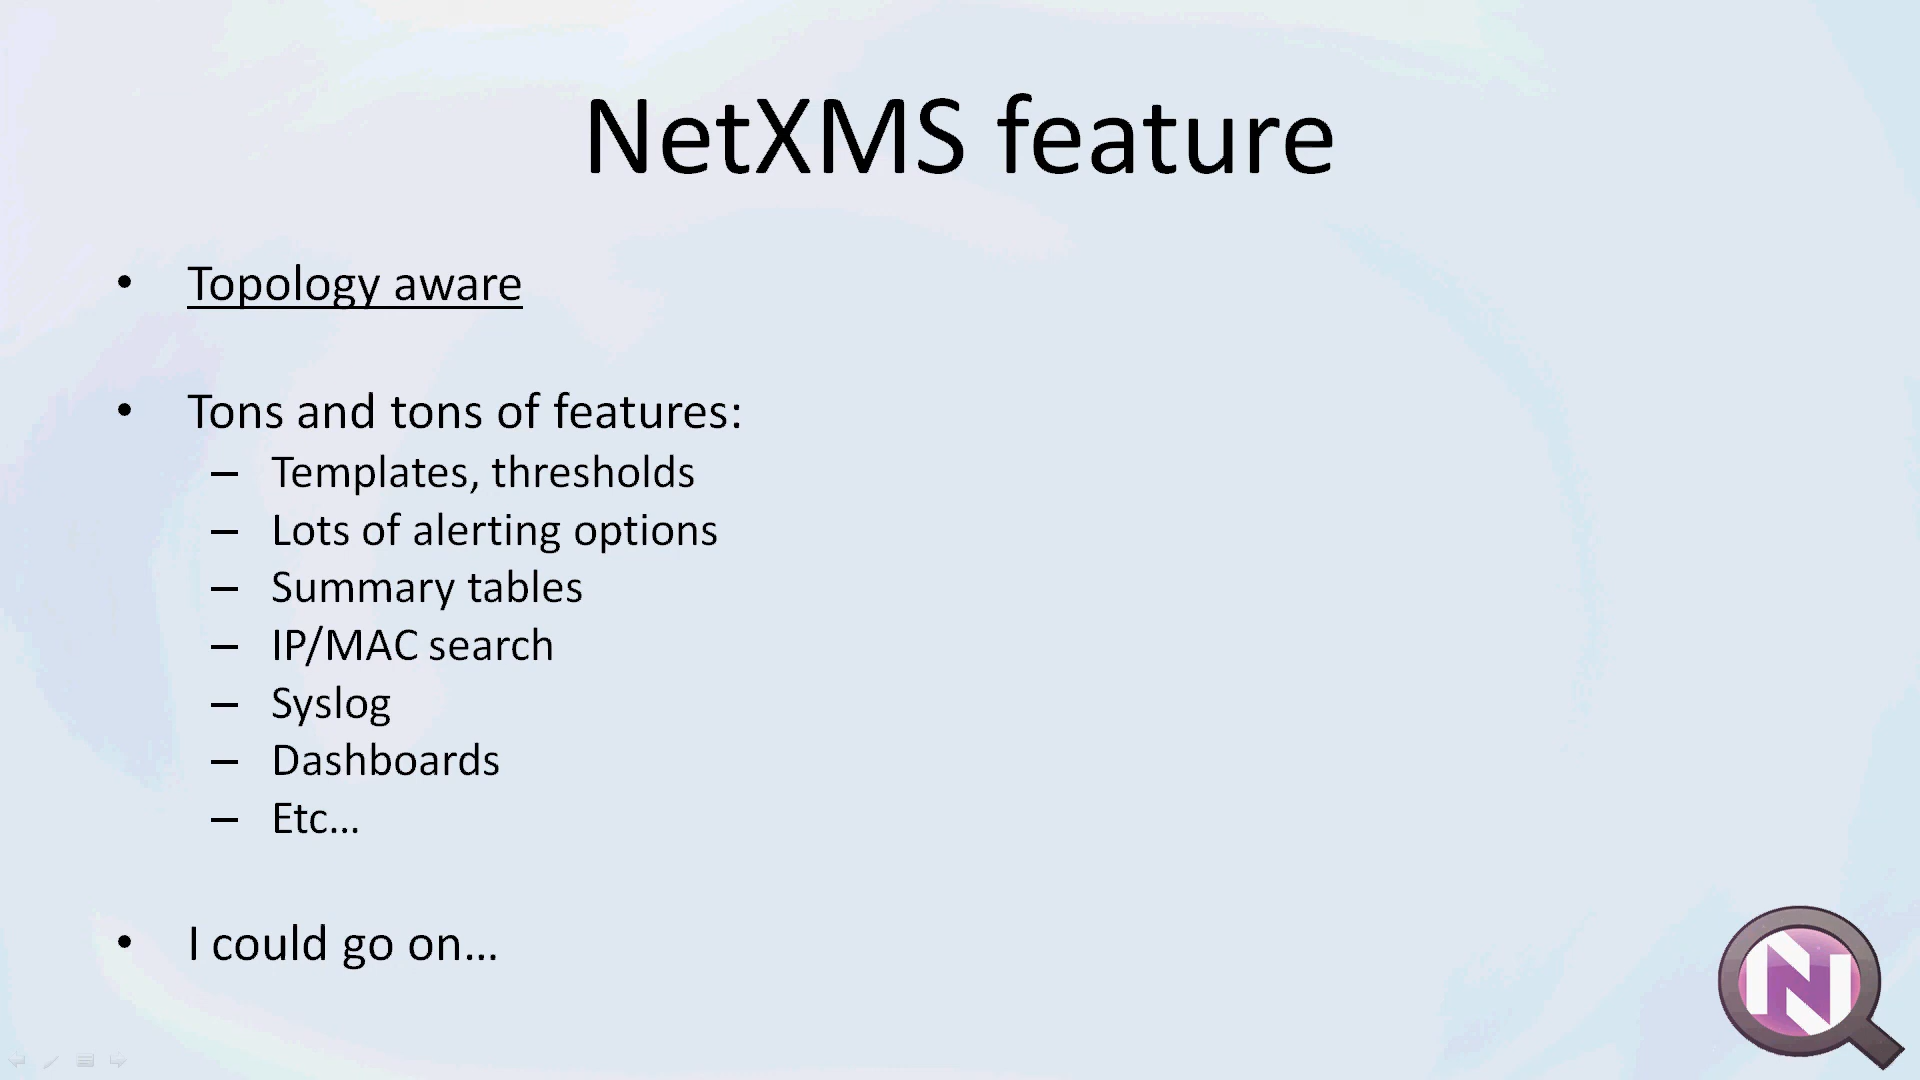 NetXMS feature
• Topology aware
• Tons and tons of features:
– Templates, thresholds
– Lots of alerting options
– Summary tables
– IP/MAC search
– Syslog
– Dashboards
– Etc…
• I could go on…
N